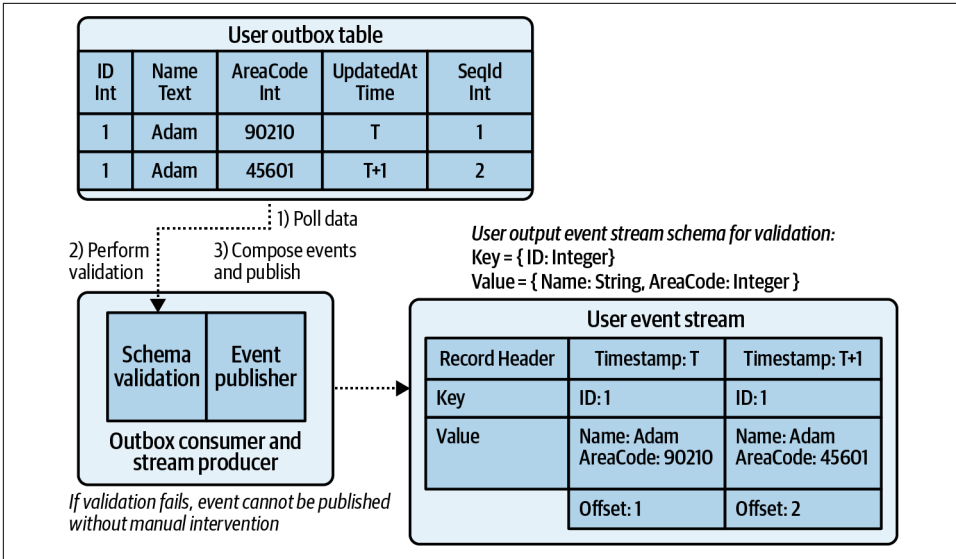 User outbox table
ID Int
Name Text
AreaCode Int
UpdatedAt Time
SeqId Int
1 Adam 90210 T 1
1 Adam 45601 T+1 2
1) Poll data
2) Perform
validation
3) Compose events
and publish
User output event stream schema for validation:
Key = { ID: Integer}
Value = { Name: String, AreaCode: Integer }
Schema
validation
Event
publisher
Outbox consumer and
stream producer
If validation fails, event cannot be published
without manual intervention
User event stream
Record Header Timestamp: T Timestamp: T+1
Key ID: 1 ID: 1
Value Name: Adam Name: Adam
AreaCode: 90210 AreaCode: 45601
Offset: 1 Offset: 2